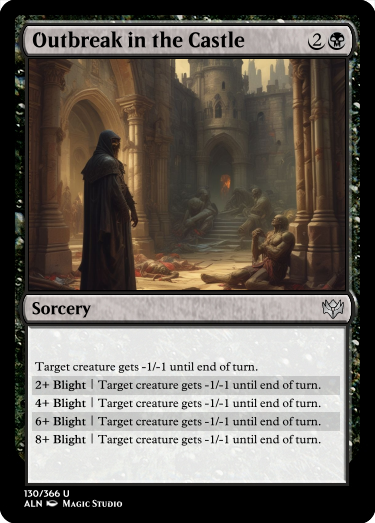 Outbreak in the Castle 2
Sorcery
Target creature gets -1/-1 until end of turn.
2+ Blight | Target creature gets -1/-1 until end of turn.
4+ Blight | Target creature gets -1/-1 until end of turn.
6+ Blight | Target creature gets -1/-1 until end of turn.
8+ Blight | Target creature gets -1/-1 until end of turn.
130/366 U
ALN Magic Studio